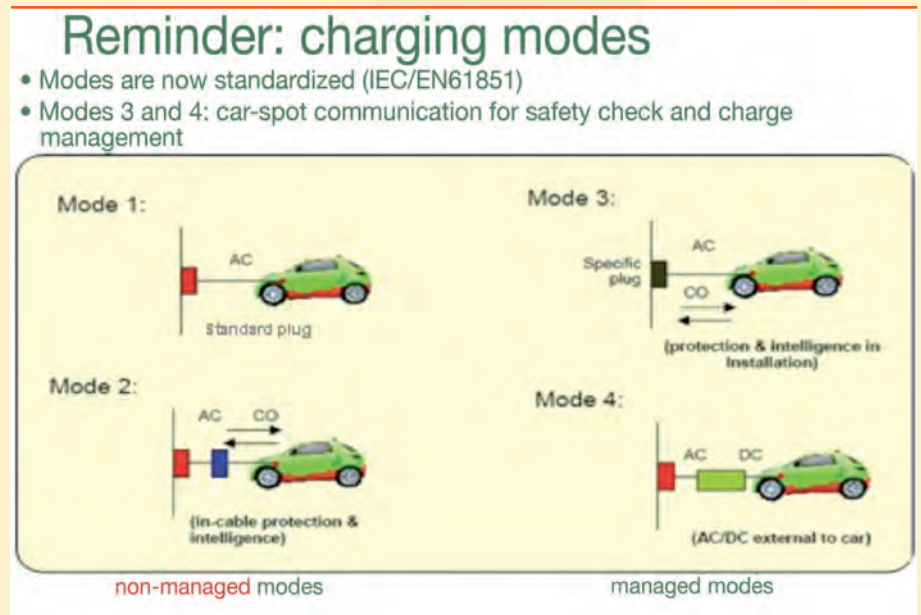 Reminder: charging modes
• Modes are now standardized (IEC/EN61851)
• Modes 3 and 4: car-spot communication for safety check and charge
management
Mode 1:
AC
Standard plug
Mode 2:
AC CO
(in-cable protection &
intelligence)
Mode 3:
AC
Specific
plug
CO
(protection & intelligence in
Installation)
Mode 4:
AC DC
(AC/DC external to car)
non-managed modes
managed modes